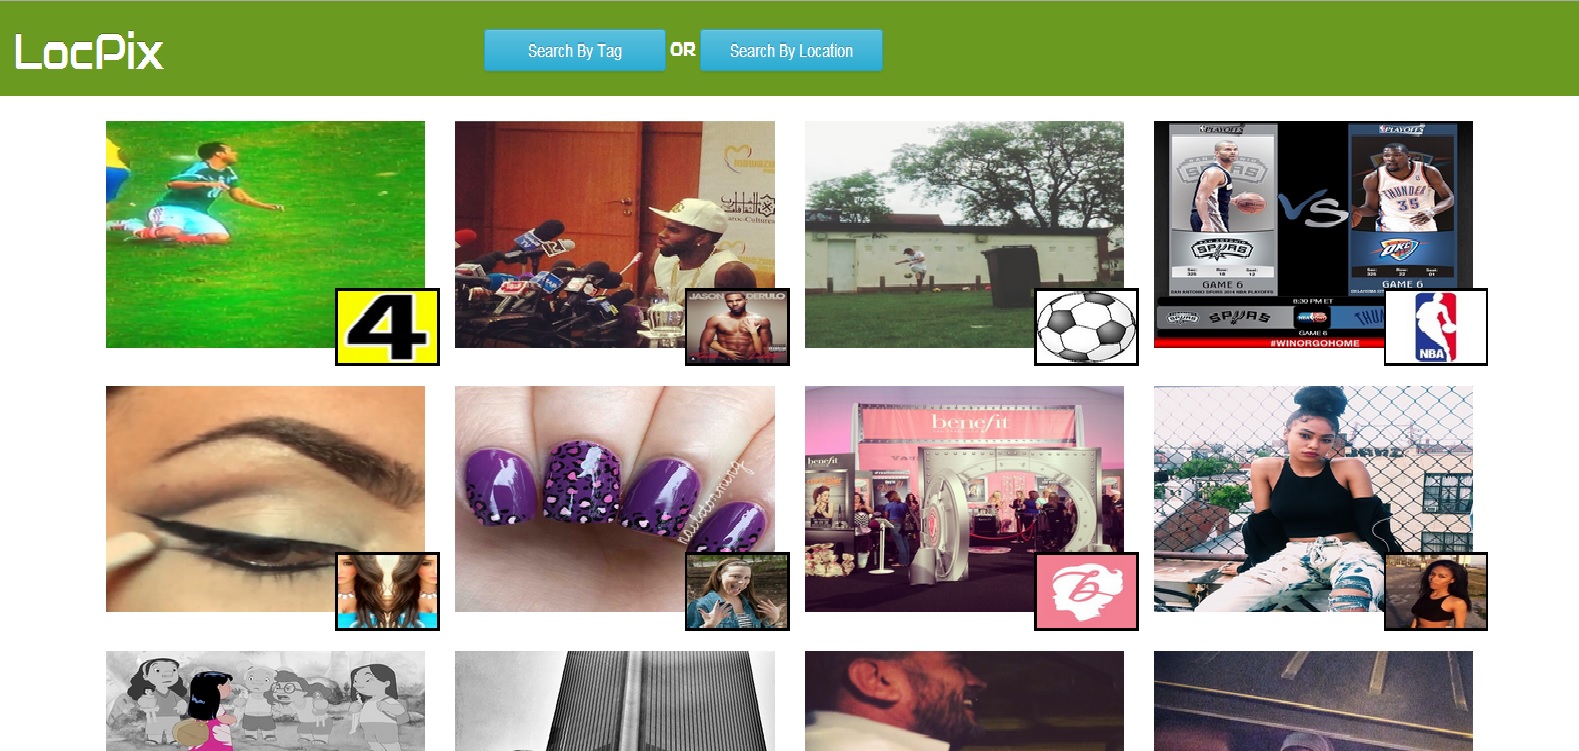 LocPix
Search By Tag
OR
Search By Location
PLAYOFFS
PLAYOFFS
VS
THUNDER
35
SPURS
OKC
GAME 6
GAME 6
8:30 PM ET
SPURS
GAME 6
#WINORGOHOME
4
JASON DERULO
NBA
benefit
benefit
nailstorming
b